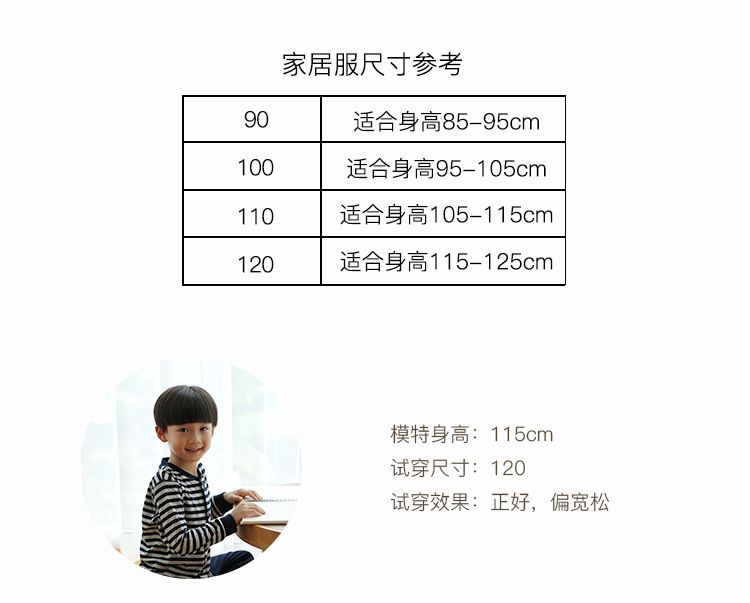 家居服尺寸参考
90 适合身高85-95cm
100 适合身高95-105cm
110 适合身高105-115cm
120 适合身高115-125cm
模特身高：115cm
试穿尺寸：120
试穿效果：正好，偏宽松